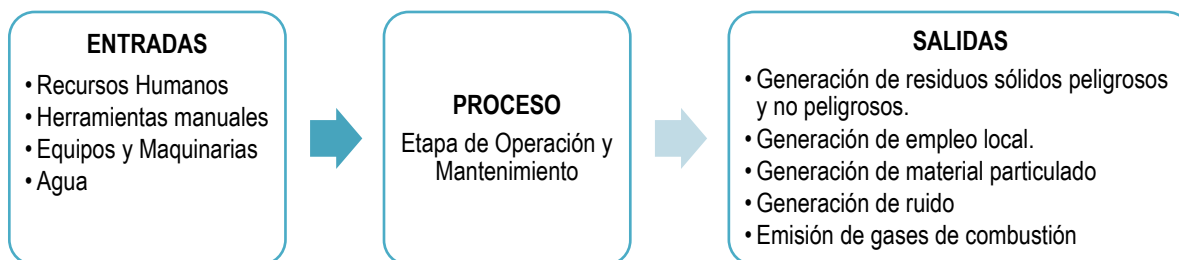 ENTRADAS
• Recursos Humanos
• Herramientas manuales
• Equipos y Maquinarias
• Agua
PROCESO
Etapa de Operación y
Mantenimiento
SALIDAS
• Generación de residuos sólidos peligrosos
y no peligrosos.
• Generación de empleo local.
• Generación de material particulado
• Generación de ruido
• Emisión de gases de combustión